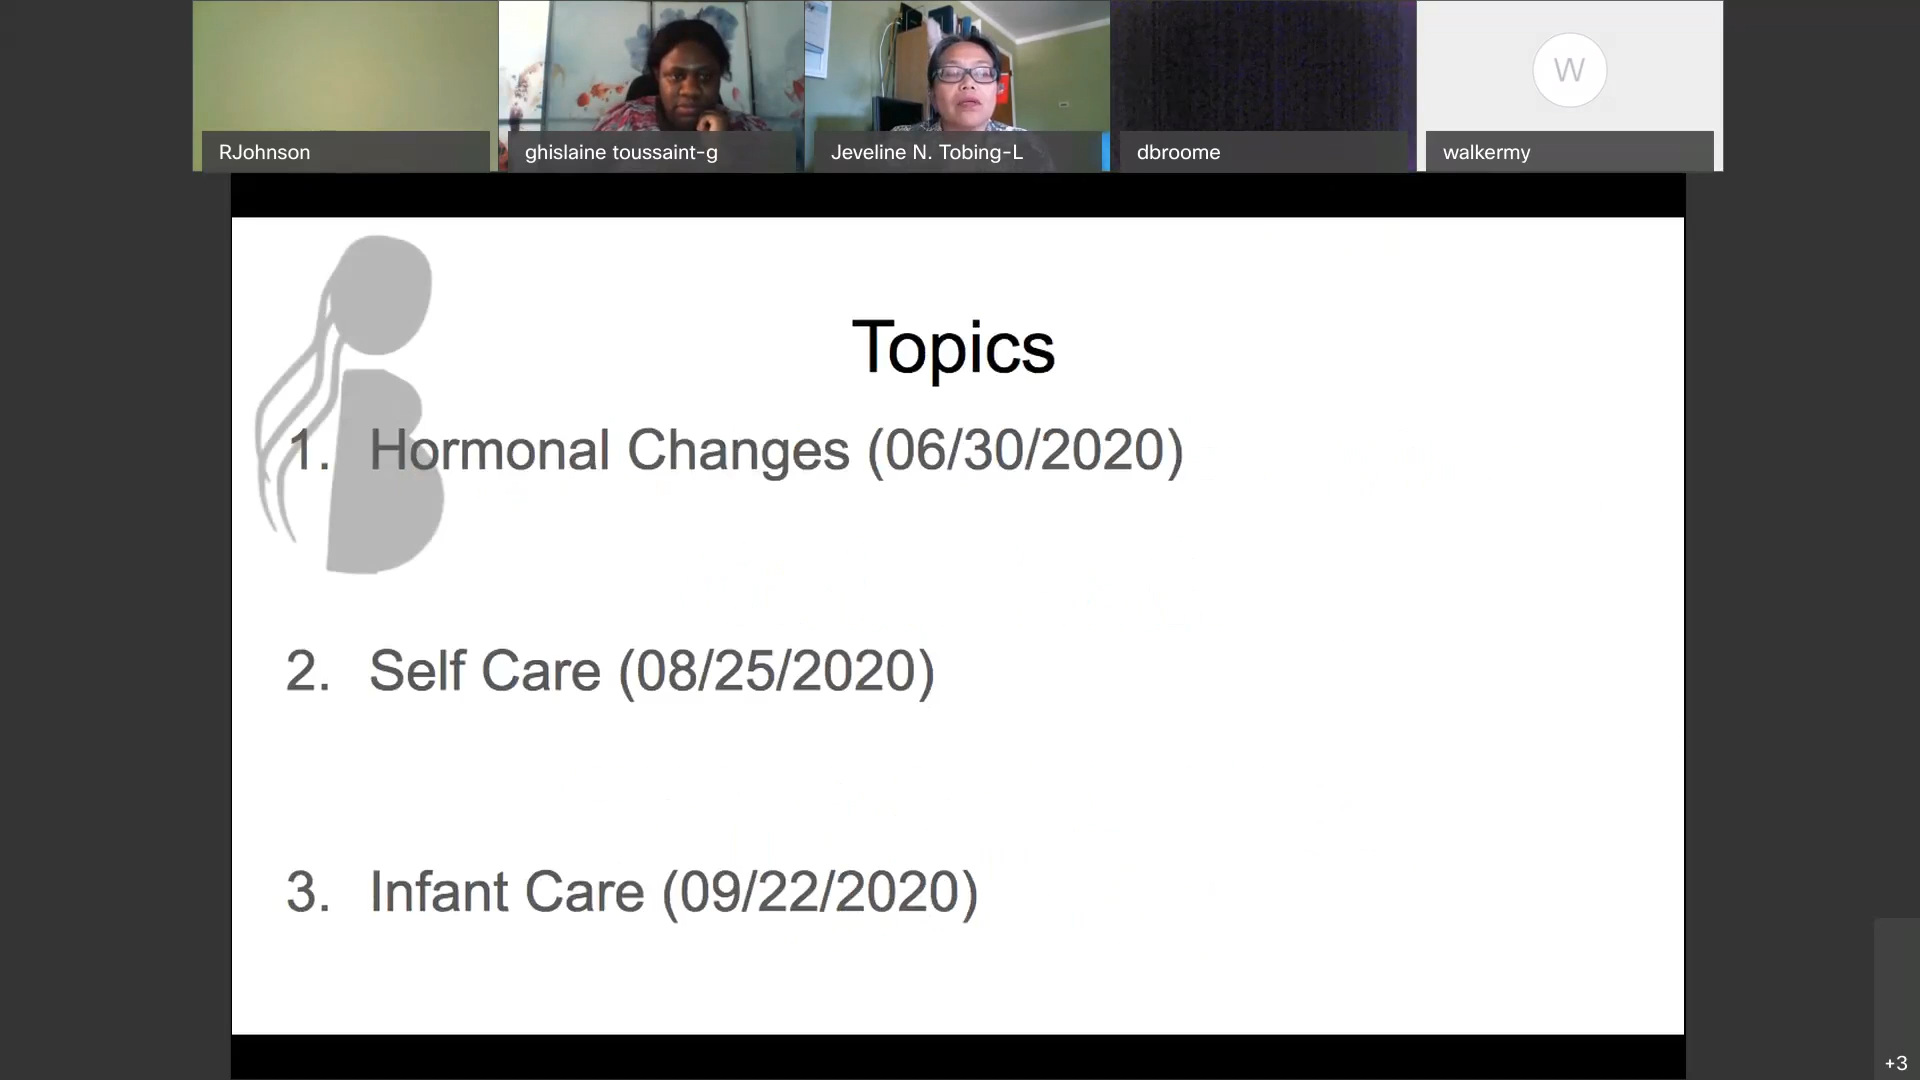 RJohnson
ghislaine toussaint-g
Jeveline N. Tobing-L
dbroome
walkermy
W
Topics
1. Hormonal Changes (06/30/2020)
2. Self Care (08/25/2020)
3. Infant Care (09/22/2020)
+3